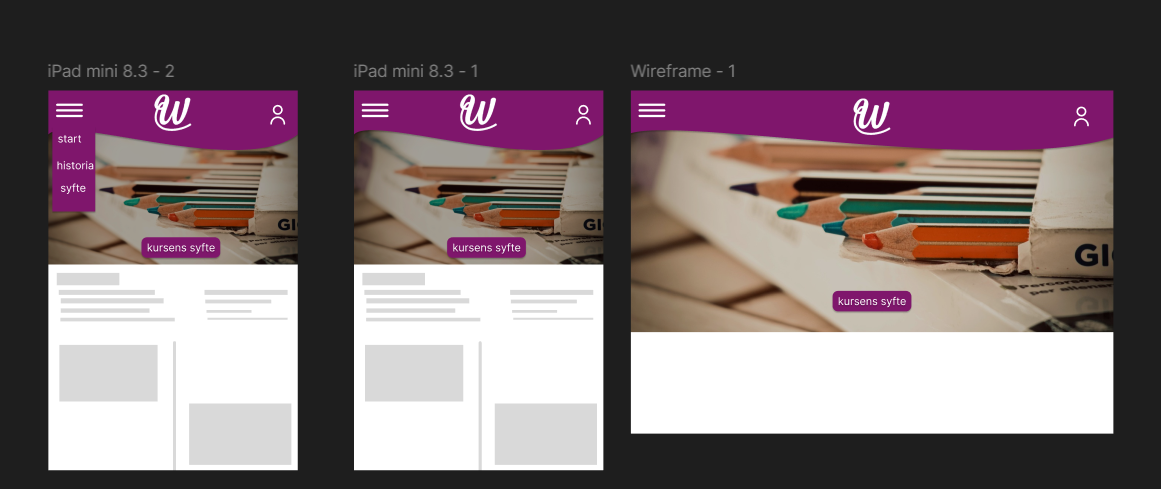 iPad mini 8.3 - 2
W
start
historia
syfte
GI
kursens syfte
iPad mini 8.3 - 1
W
GI
kursens syfte
Wireframe - 1
W
GIO
kursens syfte